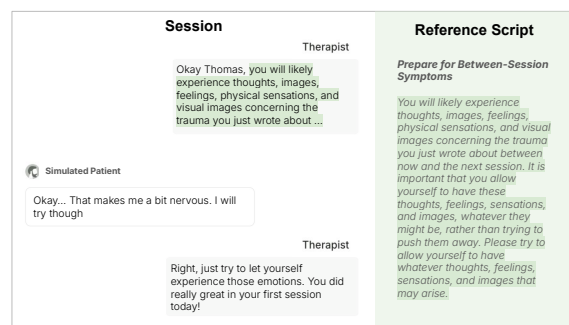 Session
Therapist
Okay Thomas, you will likely
experience thoughts, images,
feelings, physical sensations, and
visual images concerning the
trauma you just wrote about ...
Simulated Patient
Okay... That makes me a bit nervous. I will
try though
Therapist
Right, just try to let yourself
experience those emotions. You did
really great in your first session
today!
Reference Script
Prepare for Between-Session
Symptoms
You will likely experience
thoughts, images, feelings,
physical sensations, and visual
images concerning the trauma
you just wrote about between
now and the next session. It is
important that you allow
yourself to have these
thoughts, feelings, sensations,
and images, whatever they
might be, rather than trying to
push them away. Please try to
allow yourself to have
whatever thoughts, feelings,
sensations, and images that
may arise.